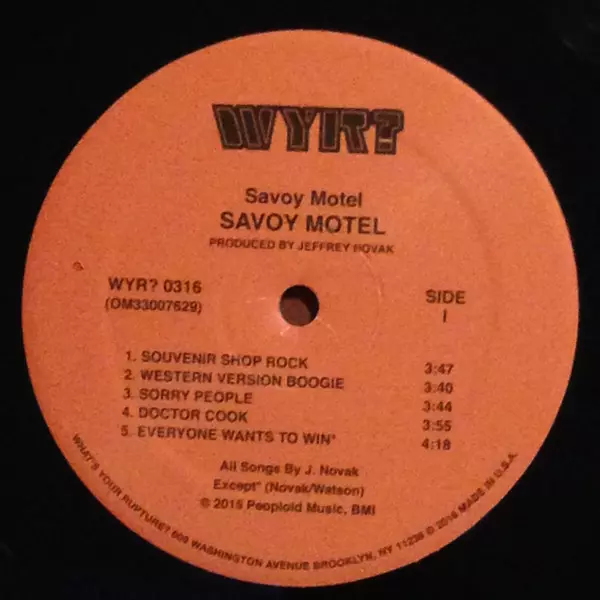 WYR?
Savoy Motel
SAVOY MOTEL
PRODUCED BY JEFFREY NOVAK
WYR? 0316
(OM33007629)
SIDE
I
1. SOUVENIR SHOP ROCK 3:47
2. WESTERN VERSION BOOGIE 3:40
3. SORRY PEOPLE 3:44
4. DOCTOR COOK 3:55
5. EVERYONE WANTS TO WIN* 4:18
All Songs By J. Novak
Except* (Novak/Watson)
© 2015 Peoploid Music, BMI
WHAT'S YOUR RUPTURE? 609 WASHINGTON AVENUE BROOKLYN, NY 11238 © 2016 MADE IN U.S.A.